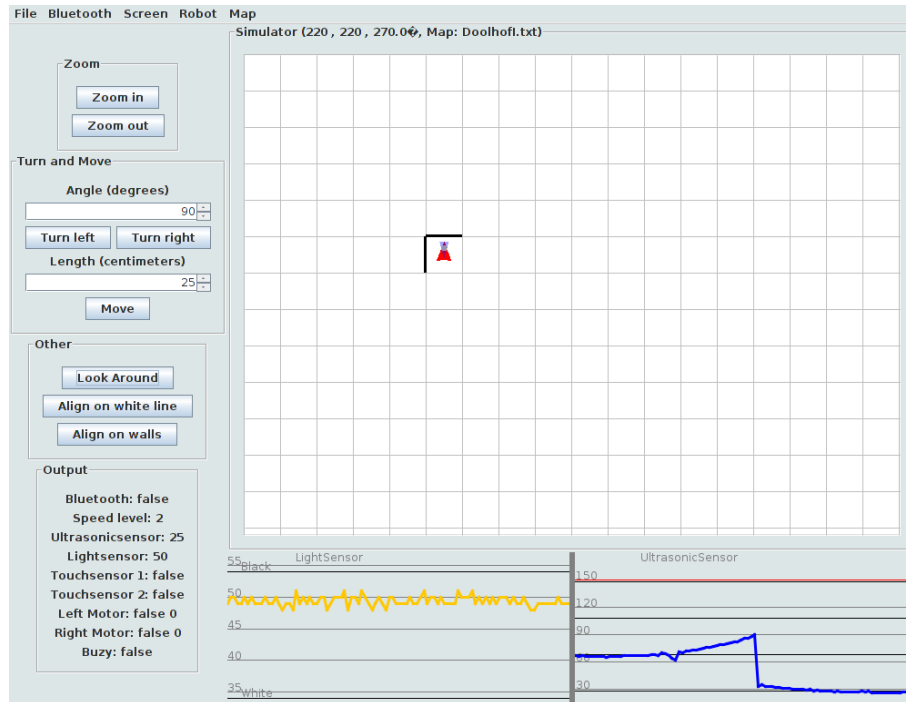 File Bluetooth Screen Robot Map
Simulator (220 , 220 , 270.0�, Map: Doolhofl.txt)
Zoom
Zoom in
Zoom out
Turn and Move
Angle (degrees)
90
Turn left Turn right
Length (centimeters)
25
Move
Other
Look Around
Align on white line
Align on walls
Output
Bluetooth: false
Speed level: 2
Ultrasonicsensor: 25
Lightsensor: 50
Touchsensor 1: false
Touchsensor 2: false
Left Motor: false 0
Right Motor: false 0
Buzy: false
LightSensor
55
Black
50
45
40
35
White
UltrasonicSensor
150
120
90
60
30